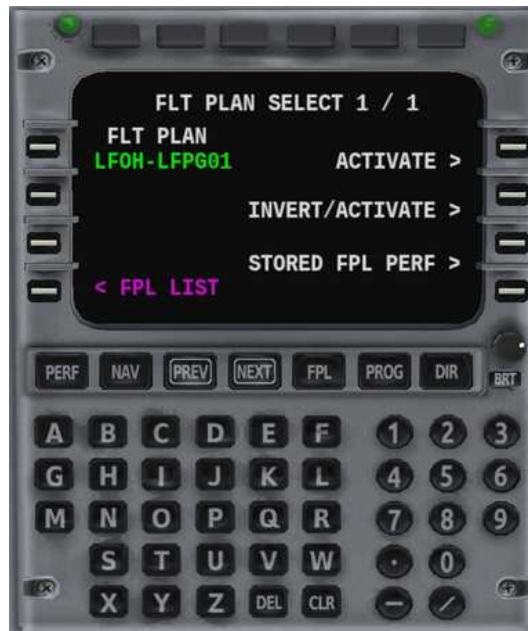 FLT PLAN SELECT 1 / 1
FLT PLAN
LFOH-LFPG01 ACTIVATE >
INVERT/ACTIVATE >
STORED FPL PERF >
< FPL LIST
PERF NAV PREV NEXT FPL PROG DIR BRT
A B C D E F 1 2 3
G H I J K L 4 5 6
M N O P Q R 7 8 9
S T U V W · 0
X Y Z DEL CLR - /